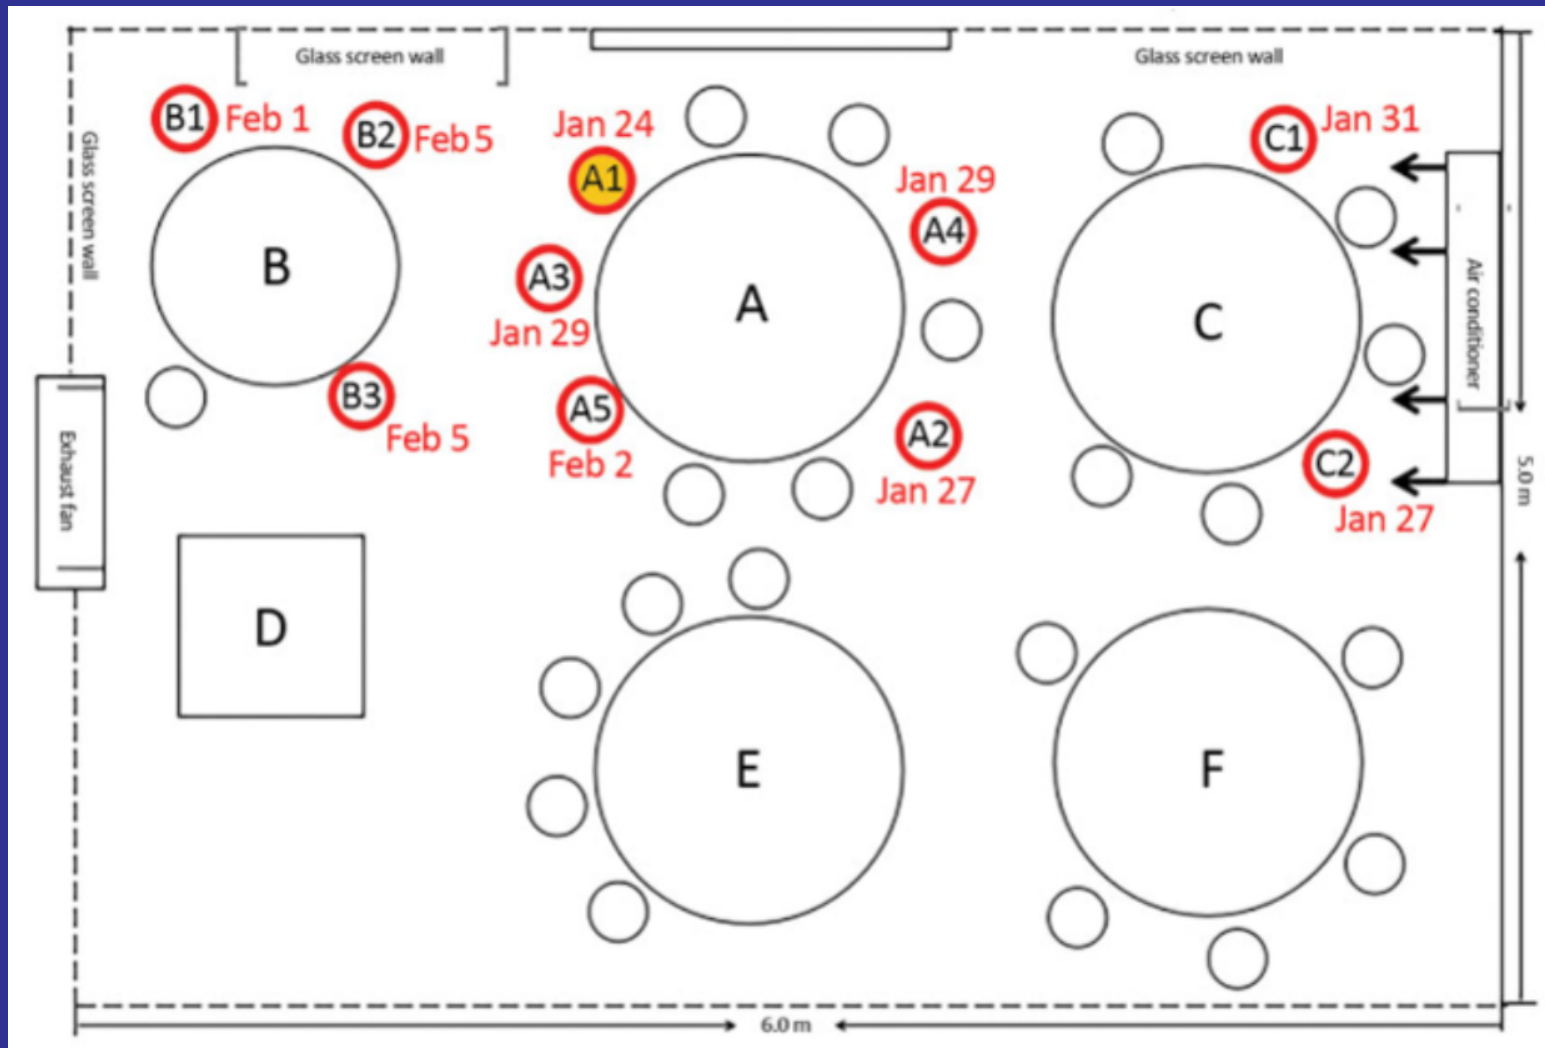 Glass screen wall
Glass screen wall
Glass screen wall
B1 Feb 1
B2 Feb 5
Jan 24
A1
Jan 29
A4
C1 Jan 31
B
A3
Jan 29
A
C
Air conditioner
B3
Feb 5
A5
Feb 2
A2
Jan 27
C2
Jan 27
Exhaust fan
5.0 m
D
E
F
6.0 m